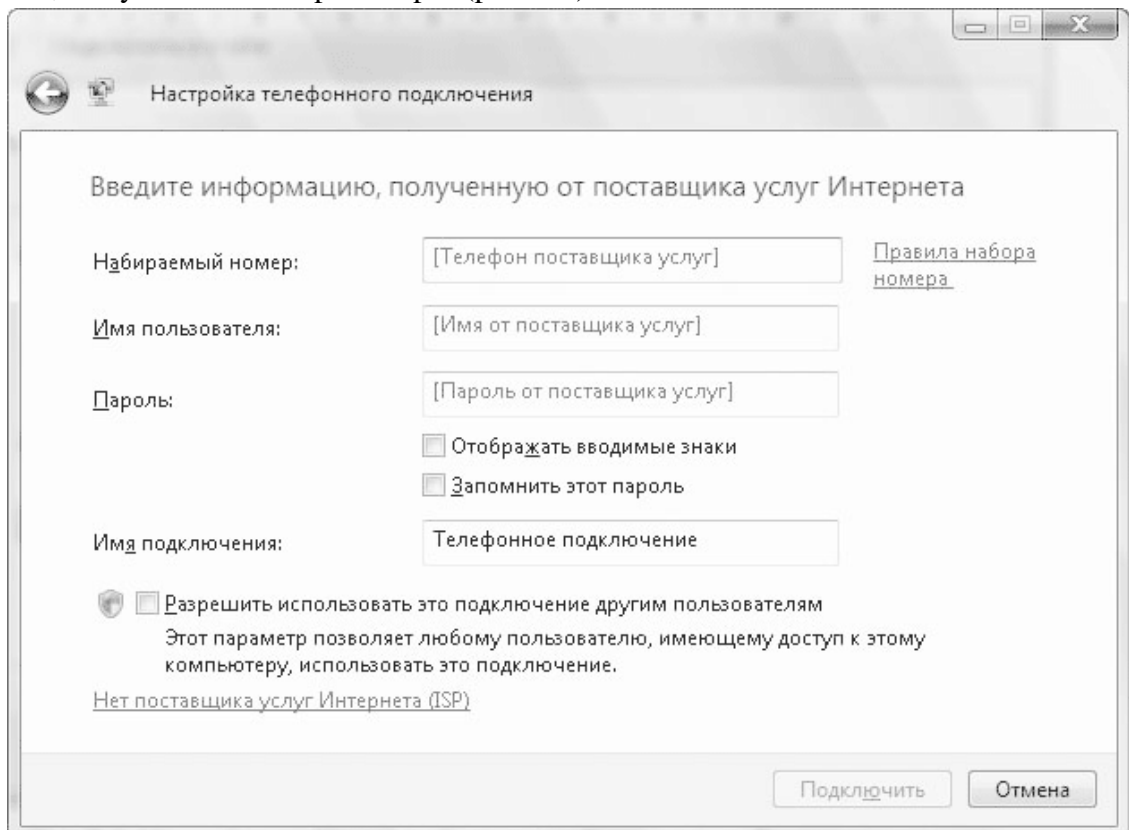 Настройка телефонного подключения
Введите информацию, полученную от поставщика услуг Интернета
Набираемый номер:
[Телефон поставщика услуг]
Правила набора
номера
Имя пользователя:
[Имя от поставщика услуг]
Пароль:
[Пароль от поставщика услуг]
Отображать вводимые знаки
Запомнить этот пароль
Имя подключения:
Телефонное подключение
Разрешить использовать это подключение другим пользователям
Этот параметр позволяет любому пользователю, имеющему доступ к этому
компьютеру, использовать это подключение.
Нет поставщика услуг Интернета (ISP)
Подключить
Отмена